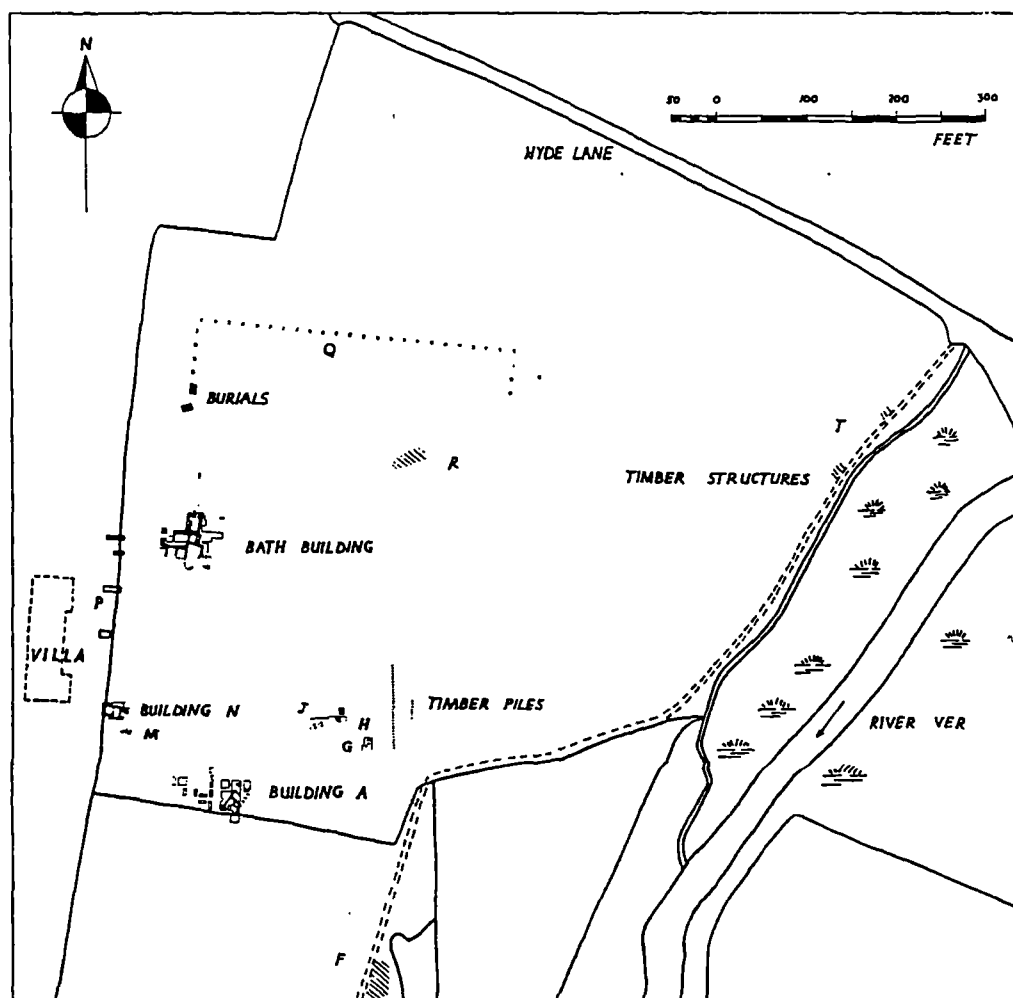 N
50 0 100 200 300
FEET
HYDE LANE
Q
BURIALS
T
R
TIMBER STRUCTURES
BATH BUILDING
P
VILLA
BUILDING N
J
TIMBER PILES
M
H
RIVER VER
G
BUILDING A
F